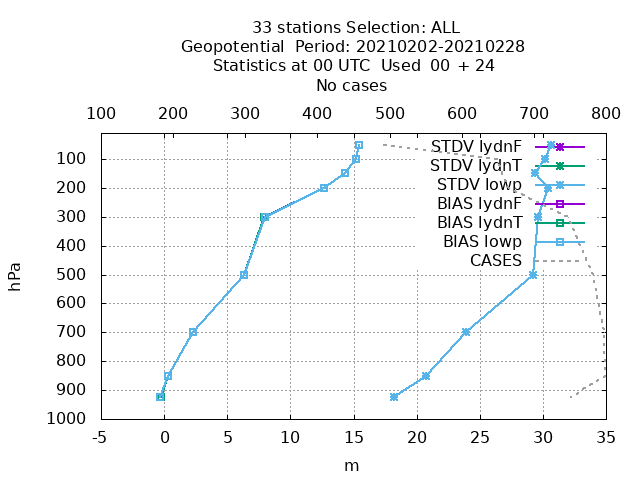 33 stations Selection: ALL
Geopotential  Period: 20210202-20210228
Statistics at 00 UTC  Used  00 + 24
No cases
100 200 300 400 500 600 700 800
STDV lydnF
STDV lydnT
STDV lowp
BIAS lydnF
BIAS lydnT
BIAS lowp
CASES
100
200
300
400
500
600
700
800
900
1000
hPa
-5 0 5 10 15 20 25 30 35
m